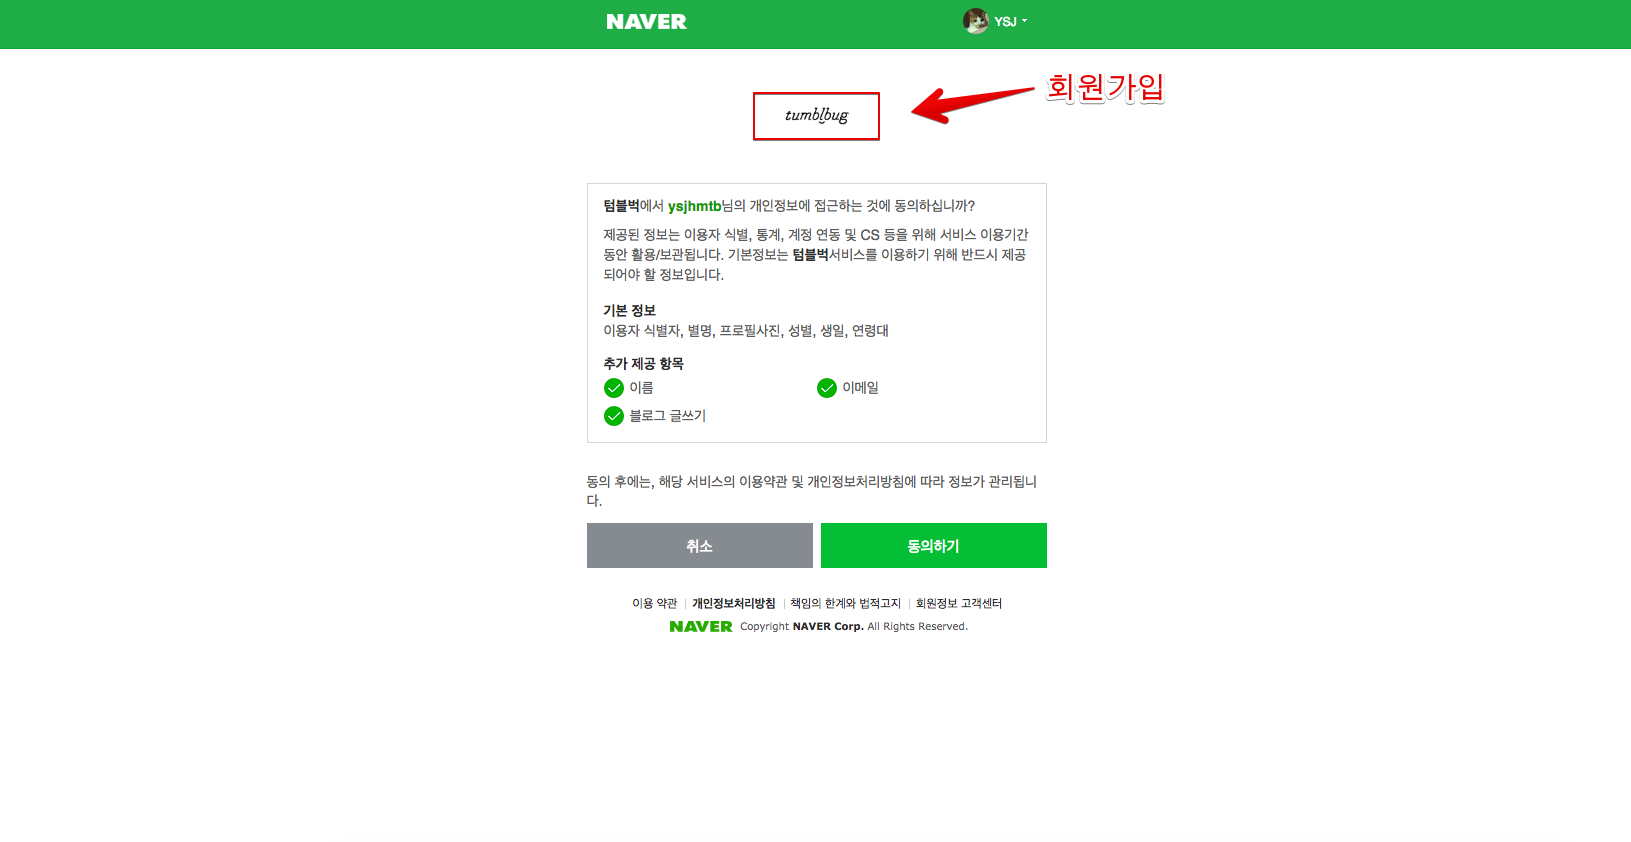 NAVER
YSJ
회원가입
tumblbug
텀블벅에서 ysjhmtb님의 개인정보에 접근하는 것에 동의하십니까?
제공된 정보는 이용자 식별, 통계, 계정 연동 및 CS 등을 위해 서비스 이용기간
동안 활용/보관됩니다. 기본정보는 텀블벅서비스를 이용하기 위해 반드시 제공
되어야 할 정보입니다.
기본 정보
이용자 식별자, 별명, 프로필사진, 성별, 생일, 연령대
추가 제공 항목
이름 이메일
블로그 글쓰기
동의 후에는, 해당 서비스의 이용약관 및 개인정보처리방침에 따라 정보가 관리됩니
다.
취소 동의하기
이용 약관 | 개인정보처리방침 | 책임의 한계와 법적고지 | 회원정보 고객센터
NAVER Copyright NAVER Corp. All Rights Reserved.